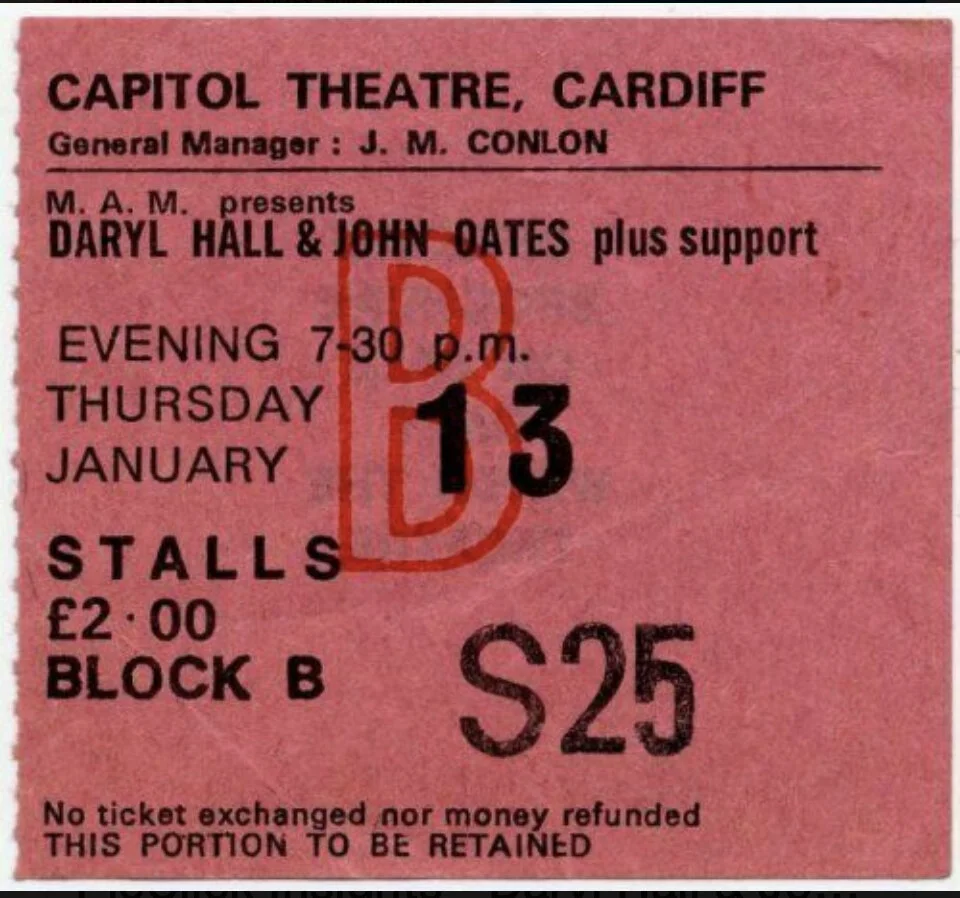 CAPITOL THEATRE, CARDIFF
General Manager : J. M. CONLON
M. A. M. presents
DARYL HALL & JOHN OATES plus support
B
EVENING 7-30 p.m.
THURSDAY 13
JANUARY
STALLS
£2·00
BLOCK B
S25
No ticket exchanged nor money refunded
THIS PORTION TO BE RETAINED